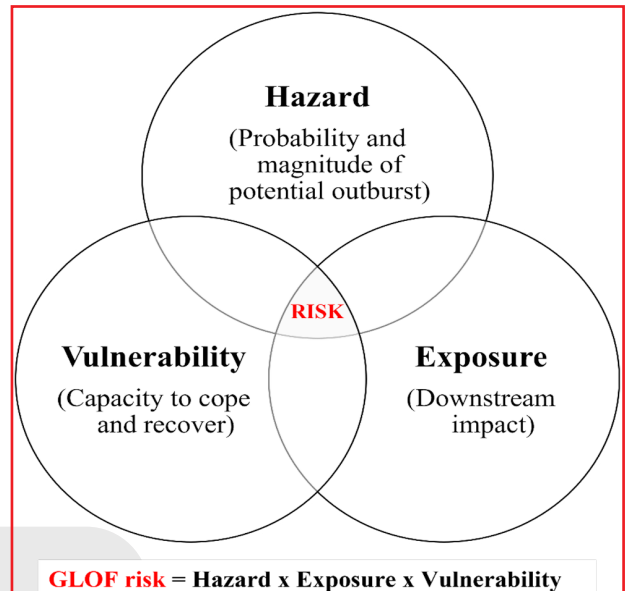 Hazard
(Probability and
magnitude of
potential outburst)
RISK
Vulnerability
(Capacity to cope
and recover)
Exposure
(Downstream
impact)
GLOF risk = Hazard x Exposure x Vulnerability